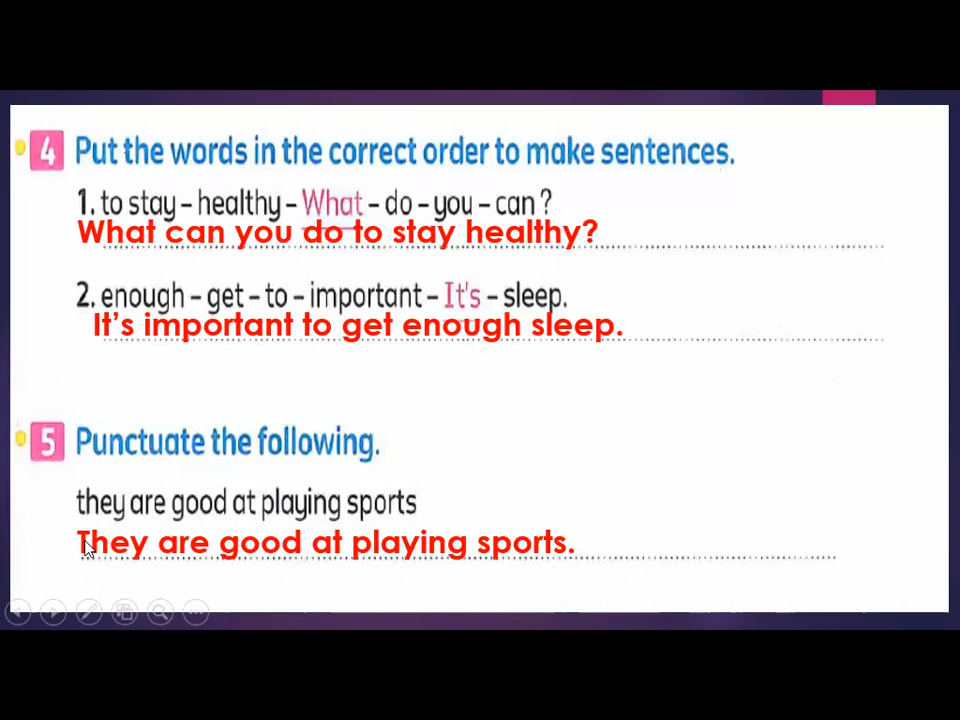 4 Put the words in the correct order to make sentences.
1. to stay – healthy – What – do – you – can ?
What can you do to stay healthy?
2. enough – get – to – important – It's – sleep.
It’s important to get enough sleep.
5 Punctuate the following.
they are good at playing sports
They are good at playing sports.